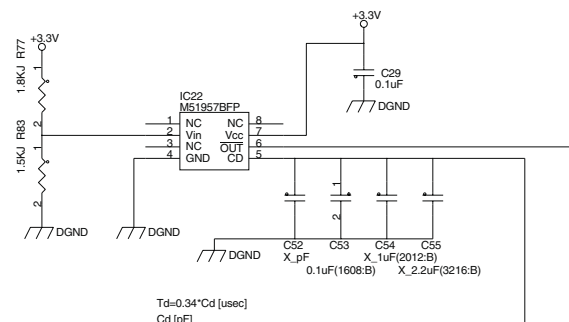 +3.3V
+3.3V
1.8KJ R77
1
2
C29
0.1uF
DGND
IC22
M51957BFP
1 NC NC 8
2 Vin Vcc 7
3 NC OUT 6
4 GND CD 5
1.5KJ R83
1
2
DGND
DGND
1
2
DGND
C52 C53 C54 C55
X_pF X_1uF(2012:B)
0.1uF(1608:B) X_2.2uF(3216:B)
Td=0.34*Cd [usec]
Cd [pF]